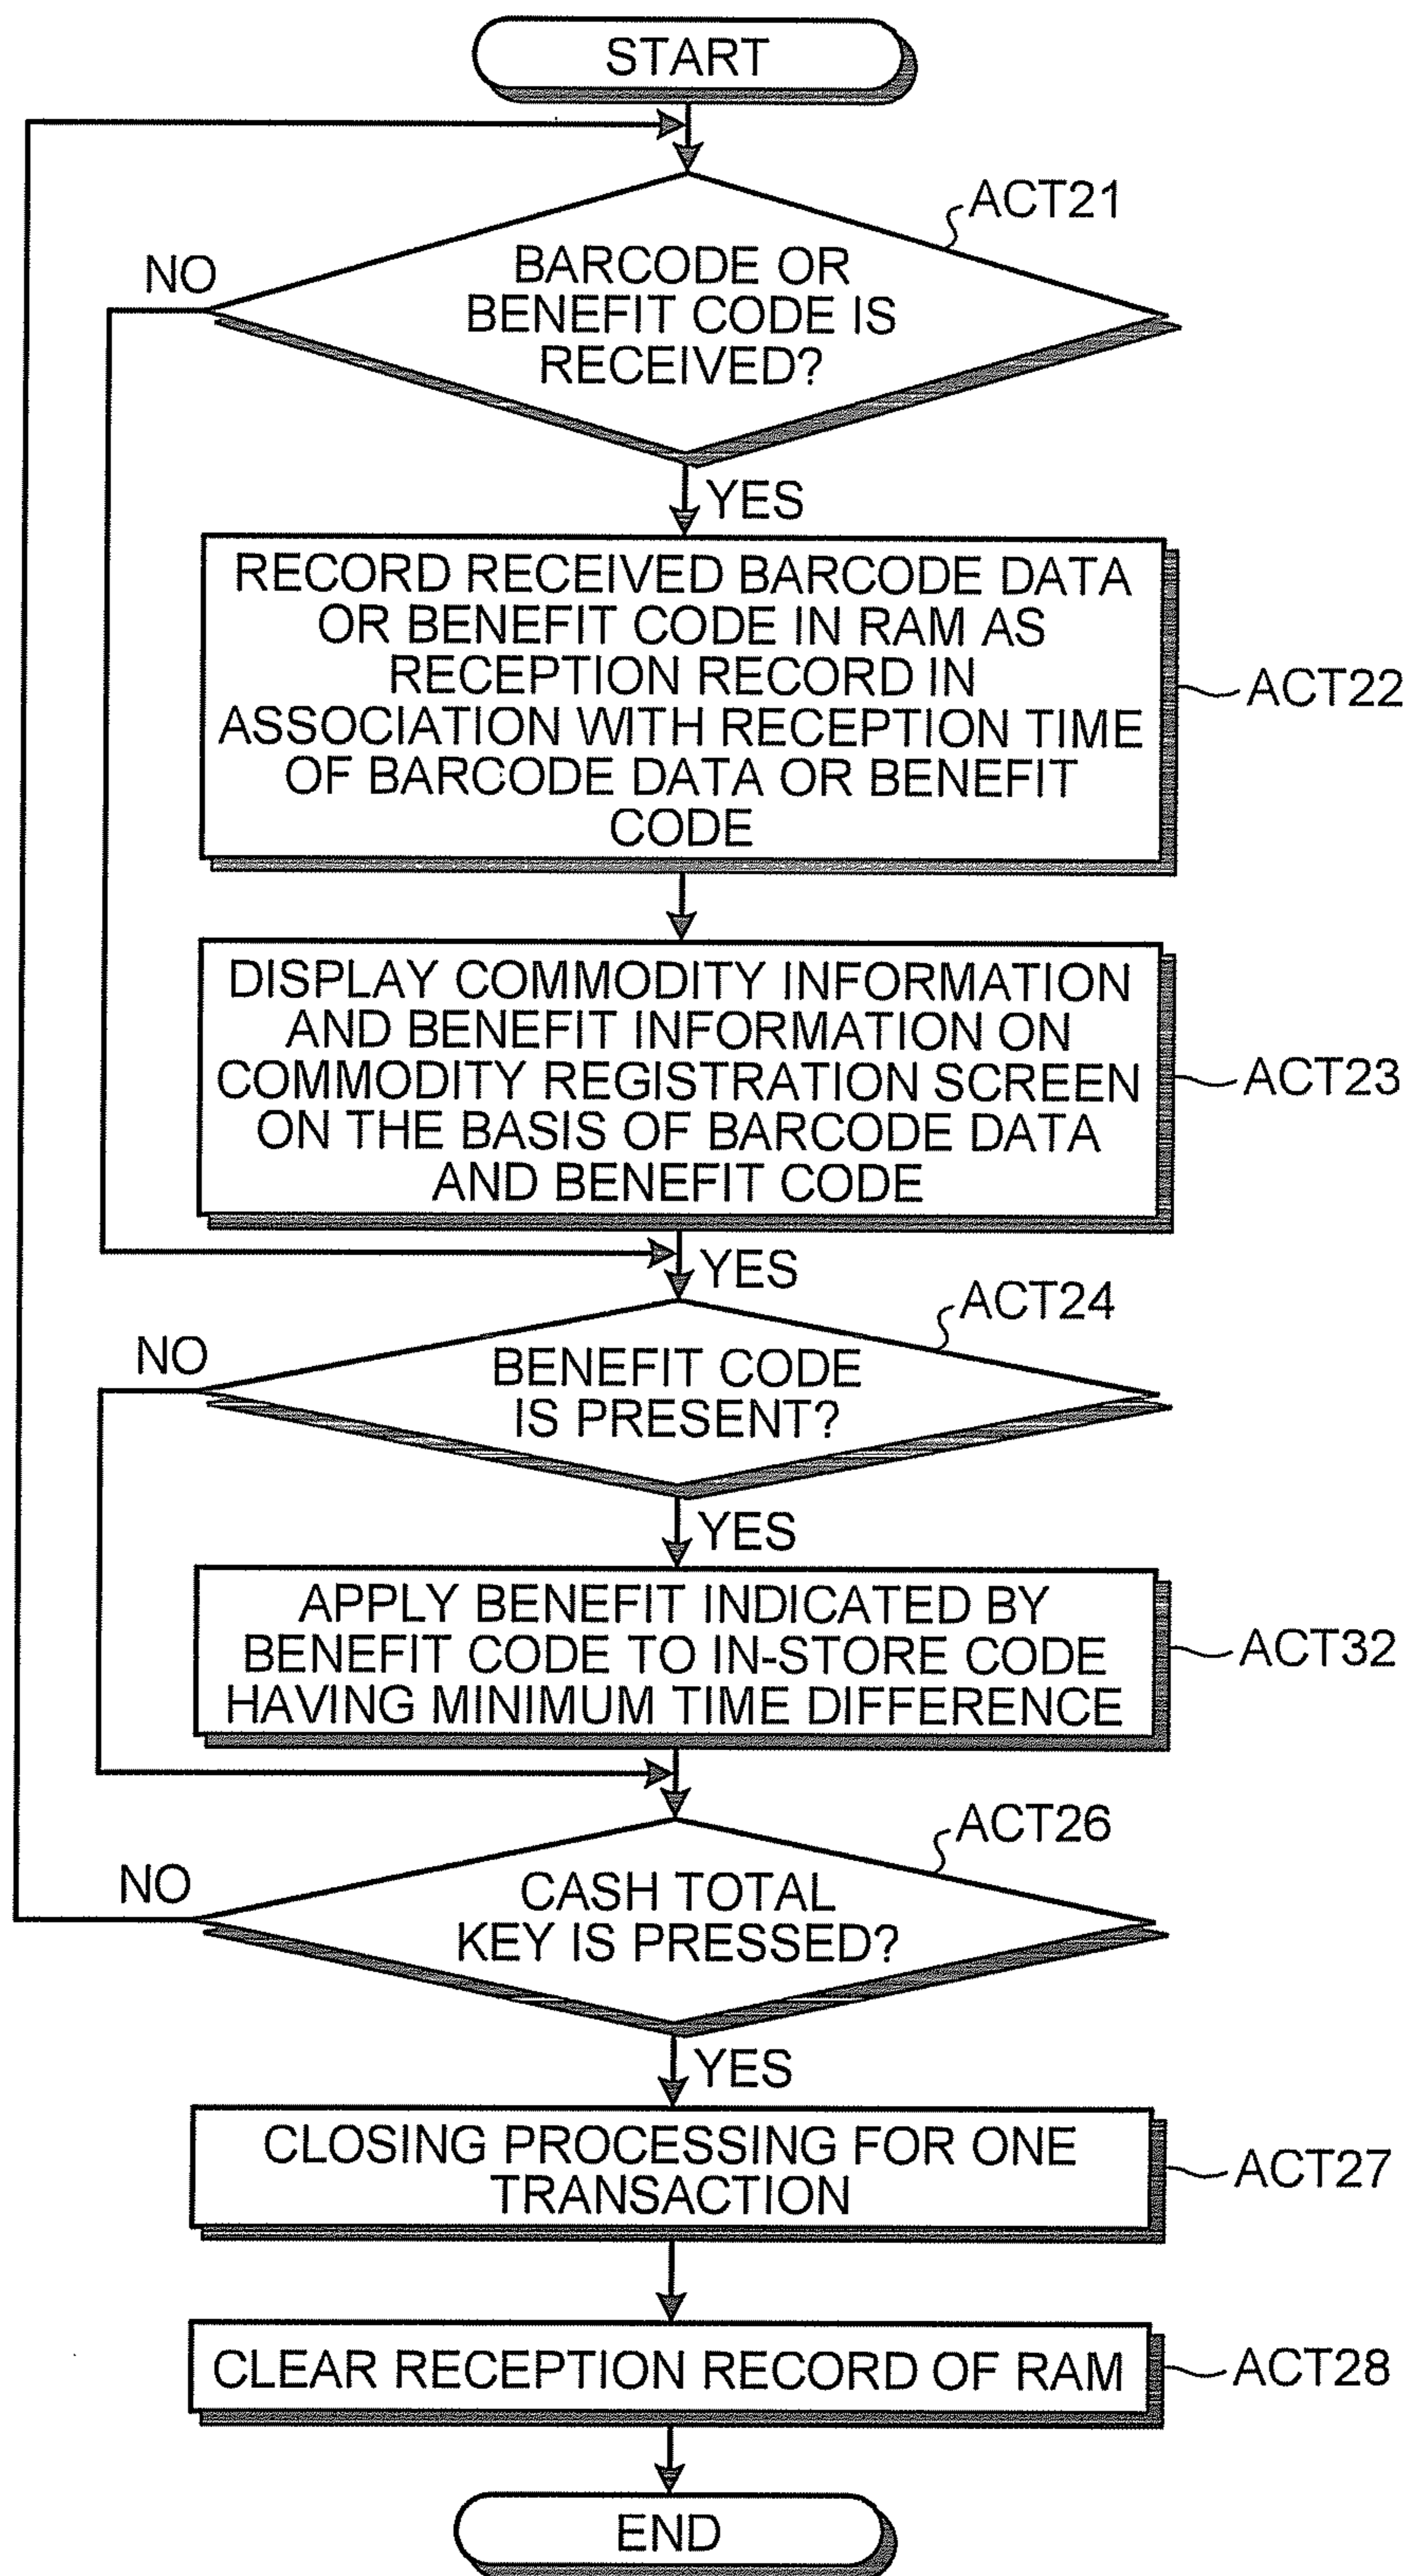 START
ACT21
NO
BARCODE OR
BENEFIT CODE IS
RECEIVED?
YES
RECORD RECEIVED BARCODE DATA
OR BENEFIT CODE IN RAM AS
RECEPTION RECORD IN
ASSOCIATION WITH RECEPTION TIME
OF BARCODE DATA OR BENEFIT
CODE
ACT22
DISPLAY COMMODITY INFORMATION
AND BENEFIT INFORMATION ON
COMMODITY REGISTRATION SCREEN
ON THE BASIS OF BARCODE DATA
AND BENEFIT CODE
ACT23
YES
ACT24
NO
BENEFIT CODE
IS PRESENT?
YES
APPLY BENEFIT INDICATED BY
BENEFIT CODE TO IN-STORE CODE
HAVING MINIMUM TIME DIFFERENCE
ACT32
ACT26
NO
CASH TOTAL
KEY IS PRESSED?
YES
CLOSING PROCESSING FOR ONE
TRANSACTION
ACT27
CLEAR RECEPTION RECORD OF RAM
ACT28
END